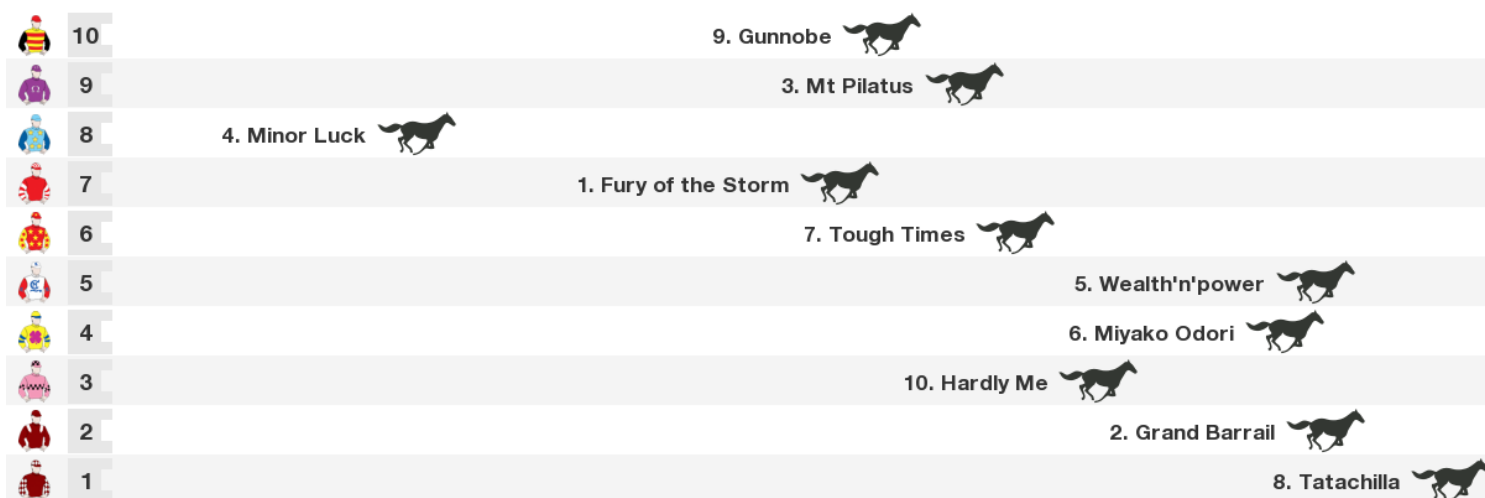 10 9. Gunnobe
9 3. Mt Pilatus
8 4. Minor Luck
7 1. Fury of the Storm
6 7. Tough Times
5 5. Wealth'n'power
4 6. Miyako Odori
3 10. Hardly Me
2 2. Grand Barrail
1 8. Tatachilla